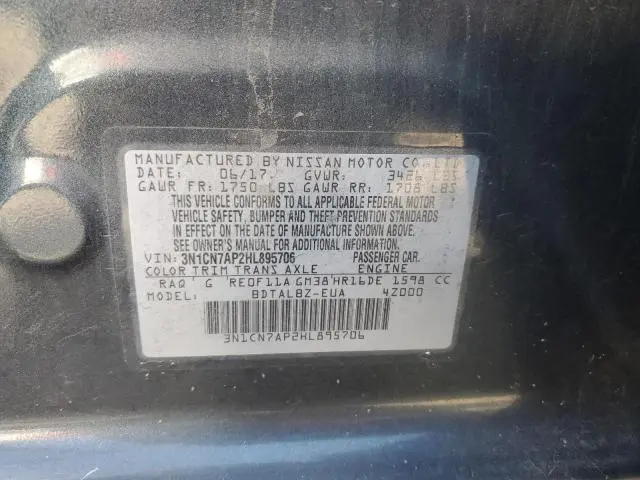 MANUFACTURED BY NISSAN MOTOR CO., LTD.
DATE: 06/17 GVWR: 3426 LBS
GAWR FR: 1750 LBS GAWR RR: 1708 LBS
THIS VEHICLE CONFORMS TO ALL APPLICABLE FEDERAL MOTOR
VEHICLE SAFETY, BUMPER AND THEFT PREVENTION STANDARDS
IN EFFECT ON THE DATE OF MANUFACTURE SHOWN ABOVE.
SEE OWNER'S MANUAL FOR ADDITIONAL INFORMATION.
VIN: 3N1CN7AP2HL895706 PASSENGER CAR.
COLOR TRIM TRANS AXLE ENGINE
RAQ G RE0F11A GM38 HR16DE 1598 CC
MODEL: BDTALBZ-EUA 4Z000
3N1CN7AP2HL895706